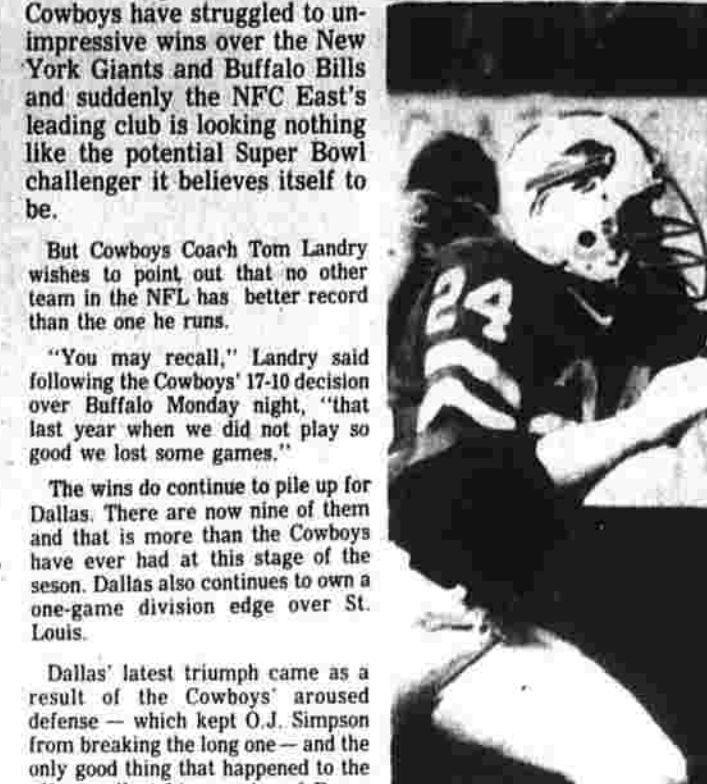 Cowboys have struggled to un-
impressive wins over the New
York Giants and Buffalo Bills
and suddenly the NFC East's
leading club is looking nothing
like the potential Super Bowl
challenger it believes itself to
be.
But Cowboys Coach Tom Landry
wishes to point out that no other
team in the NFL has better record
than the one he runs.
"You may recall," Landry said
following the Cowboys' 17-10 decision
over Buffalo Monday night, "that
last year when we did not play so
good we lost some games."
The wins do continue to pile up for
Dallas. There are now nine of them
and that is more than the Cowboys
have ever had at this stage of the
seson. Dallas also continues to own a
one-game division edge over St.
Louis.
Dallas' latest triumph came as a
result of the Cowboys' aroused
defense — which kept O.J. Simpson
from breaking the long one — and the
only good thing that happened to the
24